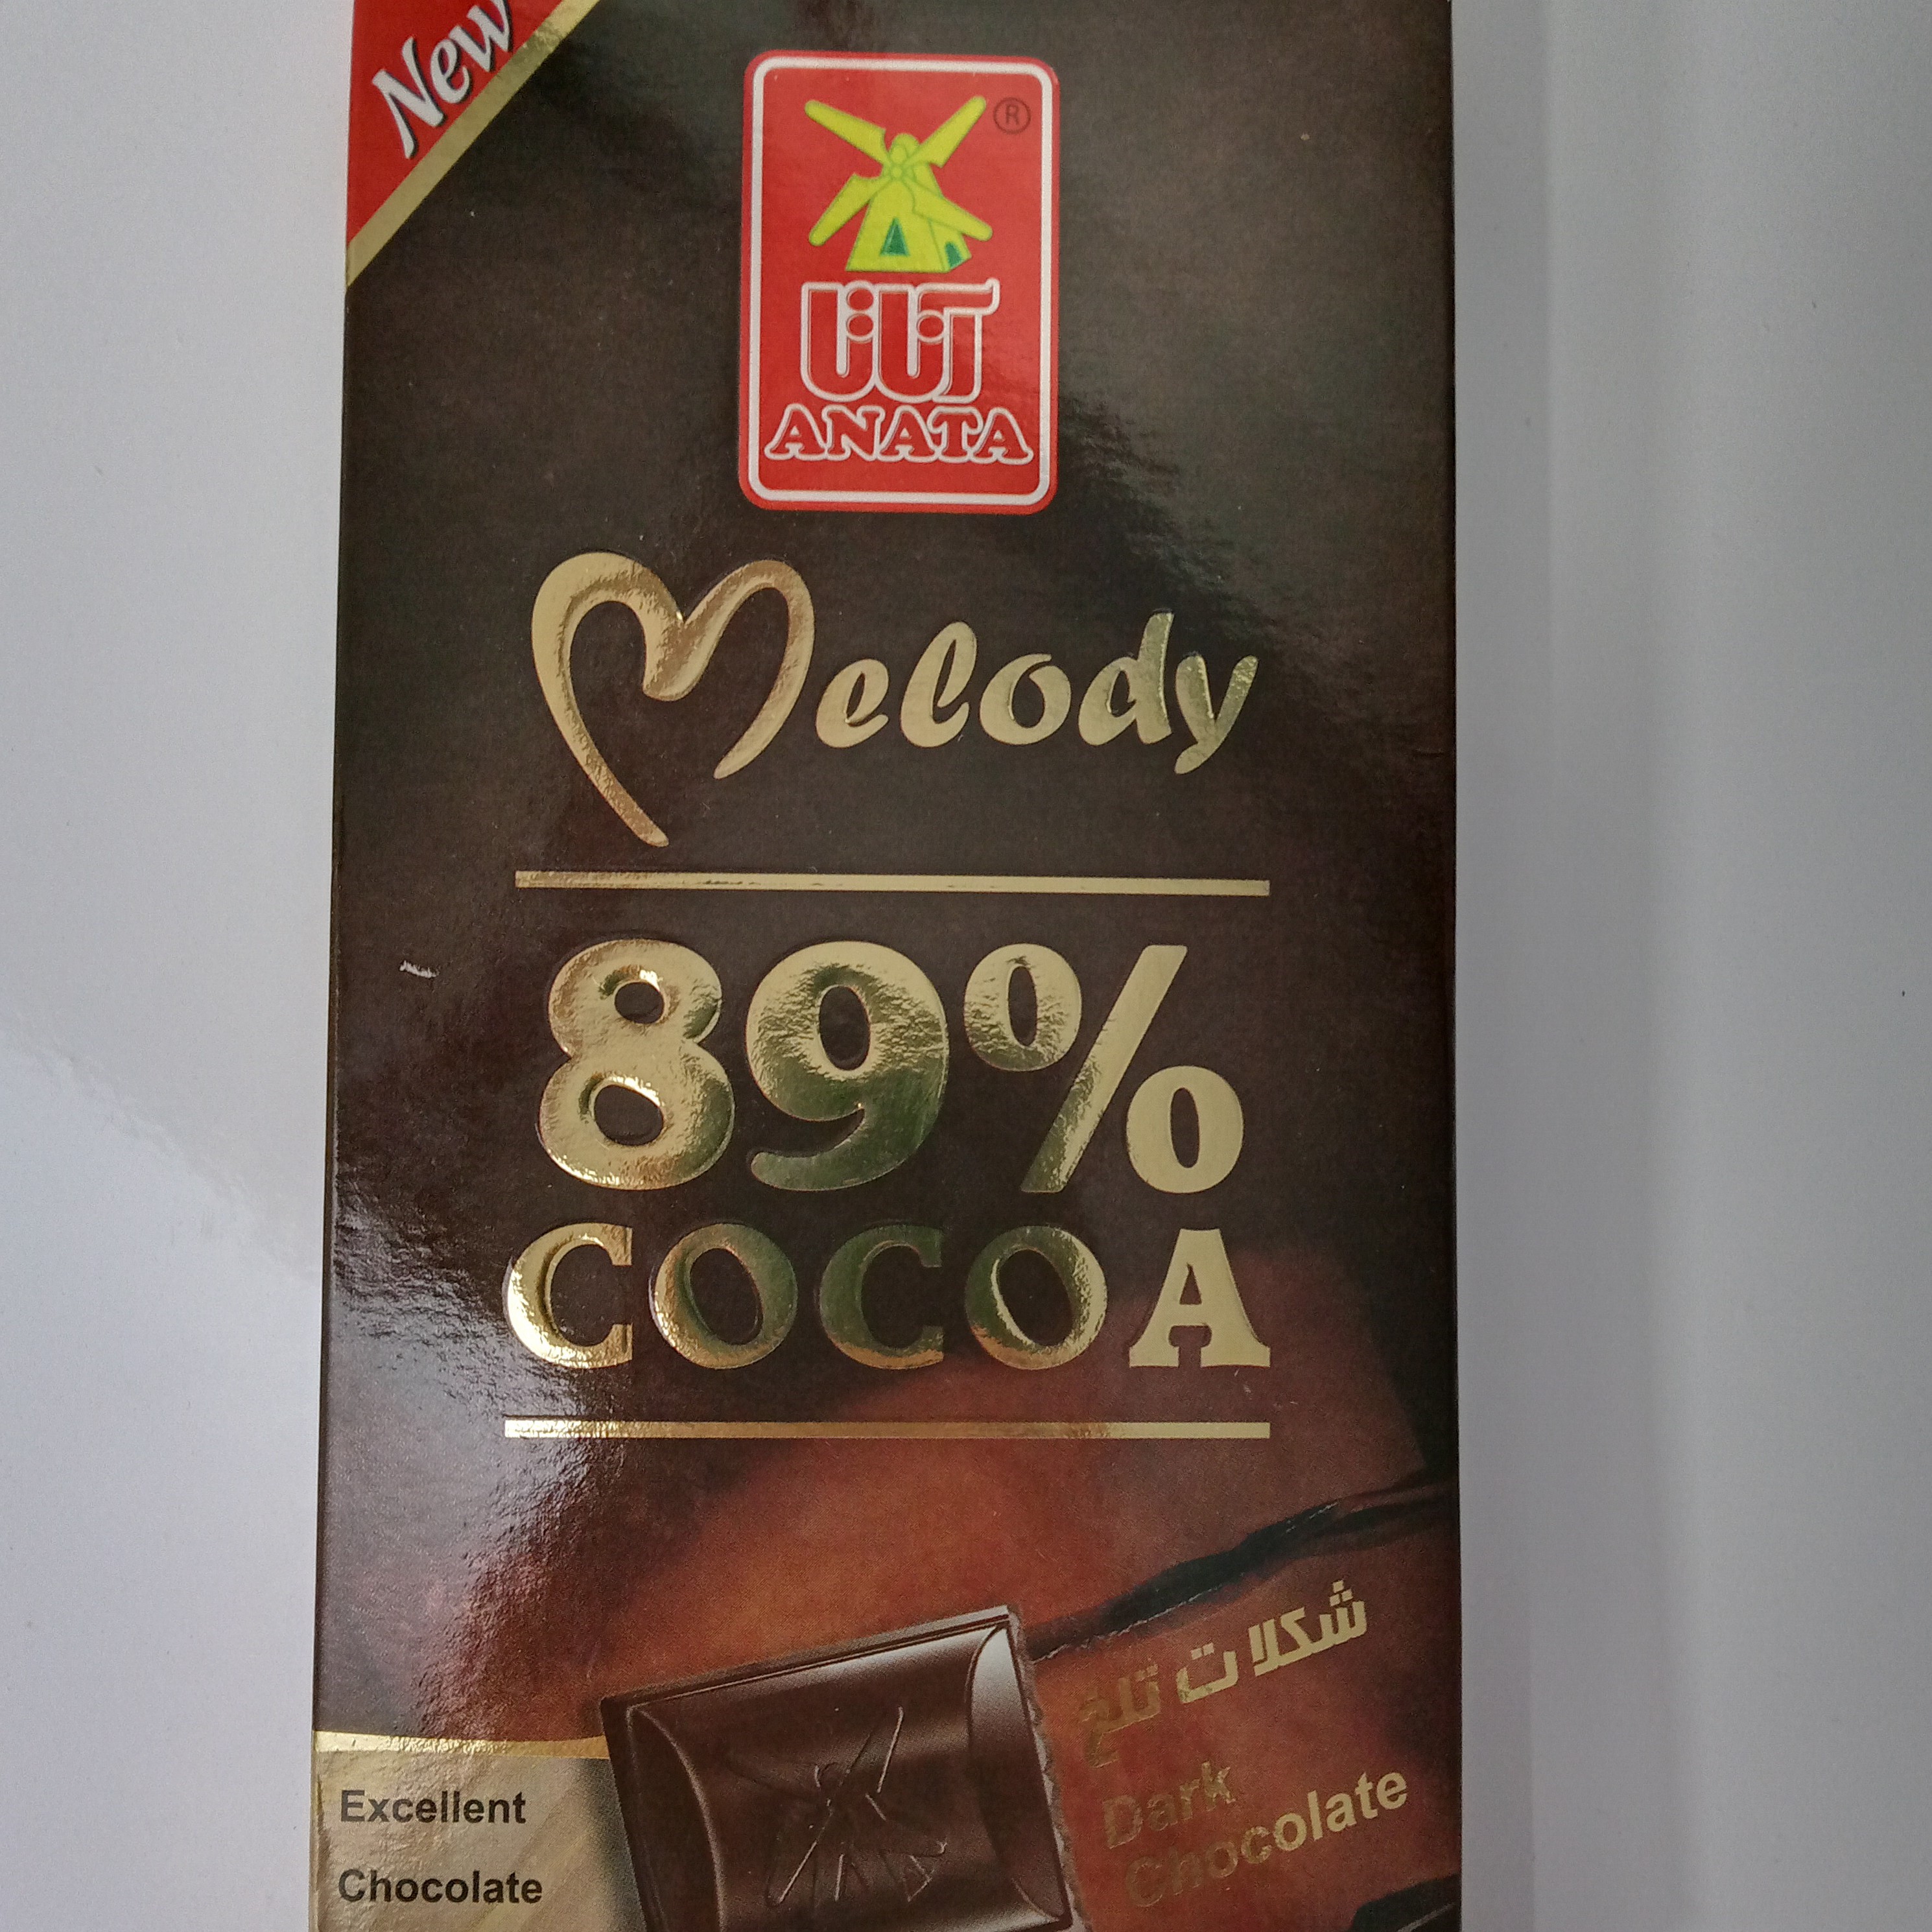 New
®
آناتا
ANATA
Melody
89%
COCOA
شکلات تلخ
Dark
Chocolate
Excellent
Chocolate